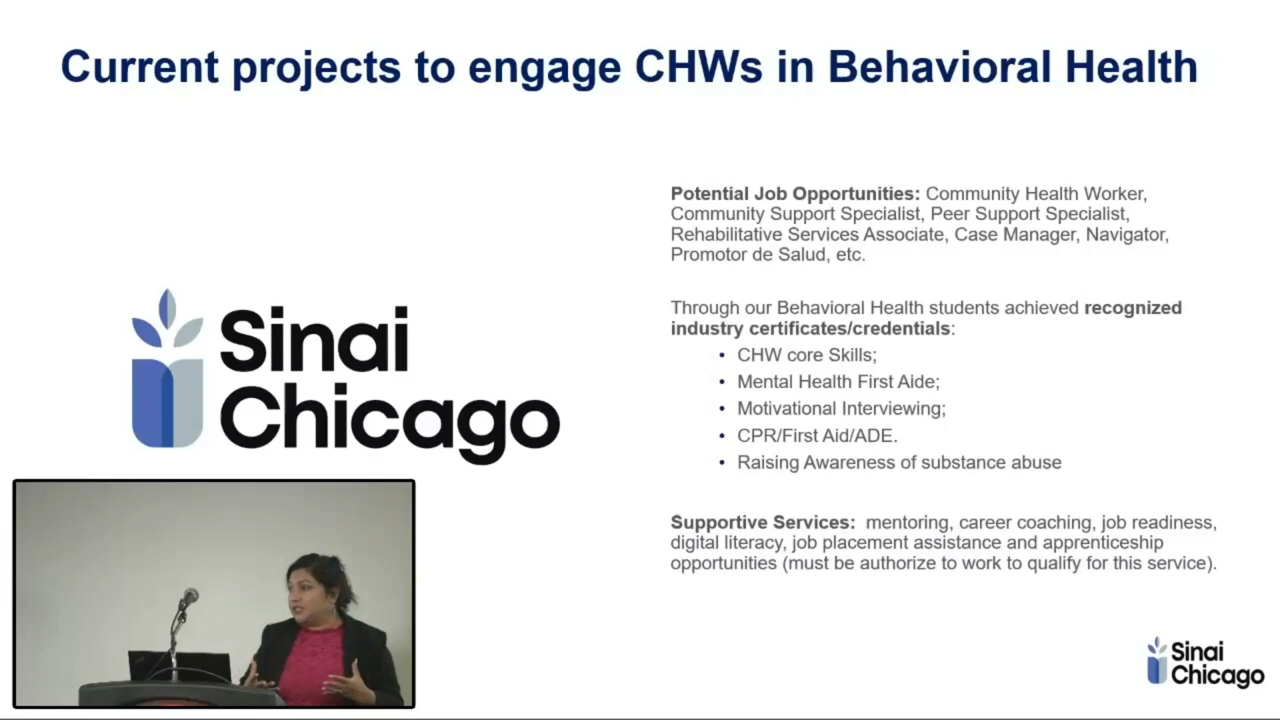 Current projects to engage CHWs in Behavioral Health
Potential Job Opportunities: Community Health Worker,
Community Support Specialist, Peer Support Specialist,
Rehabilitative Services Associate, Case Manager, Navigator,
Promotor de Salud, etc.
Sinai
Chicago
Through our Behavioral Health students achieved recognized
industry certificates/credentials:
• CHW core Skills;
• Mental Health First Aide;
• Motivational Interviewing;
• CPR/First Aid/ADE.
• Raising Awareness of substance abuse
Supportive Services:  mentoring, career coaching, job readiness,
digital literacy, job placement assistance and apprenticeship
opportunities (must be authorize to work to qualify for this service).
Sinai
Chicago